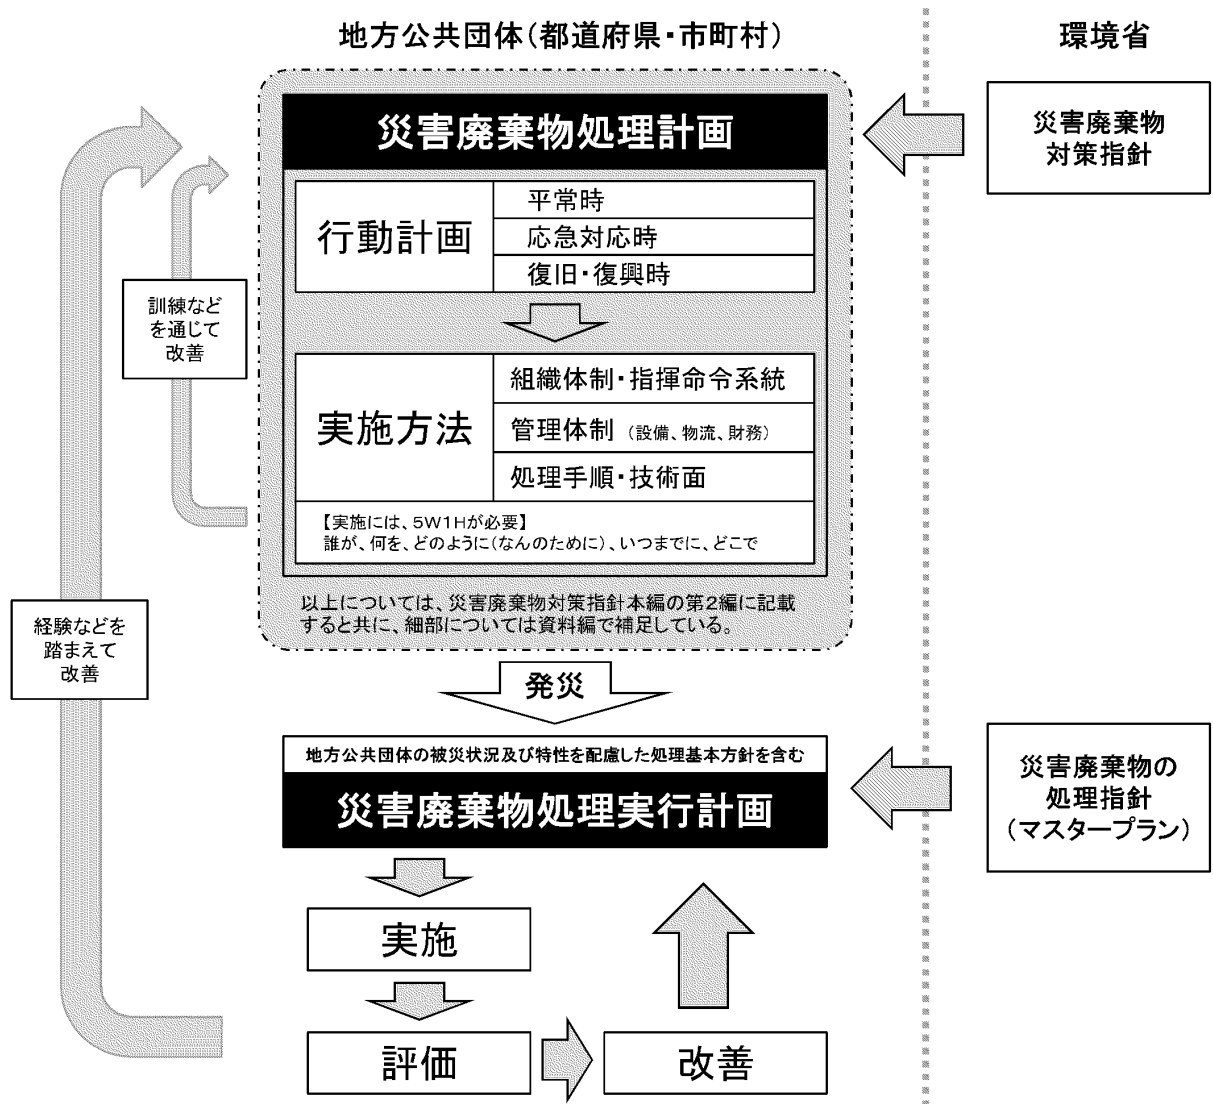 地方公共団体（都道府県・市町村）
環境省
災害廃棄物処理計画
災害廃棄物
対策指針
行動計画
平常時
応急対応時
復旧・復興時
訓練など
を通じて
改善
実施方法
組織体制・指揮命令系統
管理体制（設備、物流、財務）
処理手順・技術面
【実施には、５Ｗ１Ｈが必要】
誰が、何を、どのように（なんのために）、いつまでに、どこで
以上については、災害廃棄物対策指針本編の第２編に記載
すると共に、細部については資料編で補足している。
経験などを
踏まえて
改善
発災
地方公共団体の被災状況及び特性を配慮した処理基本方針を含む
災害廃棄物処理実行計画
災害廃棄物の
処理指針
（マスタープラン）
実施
評価
改善